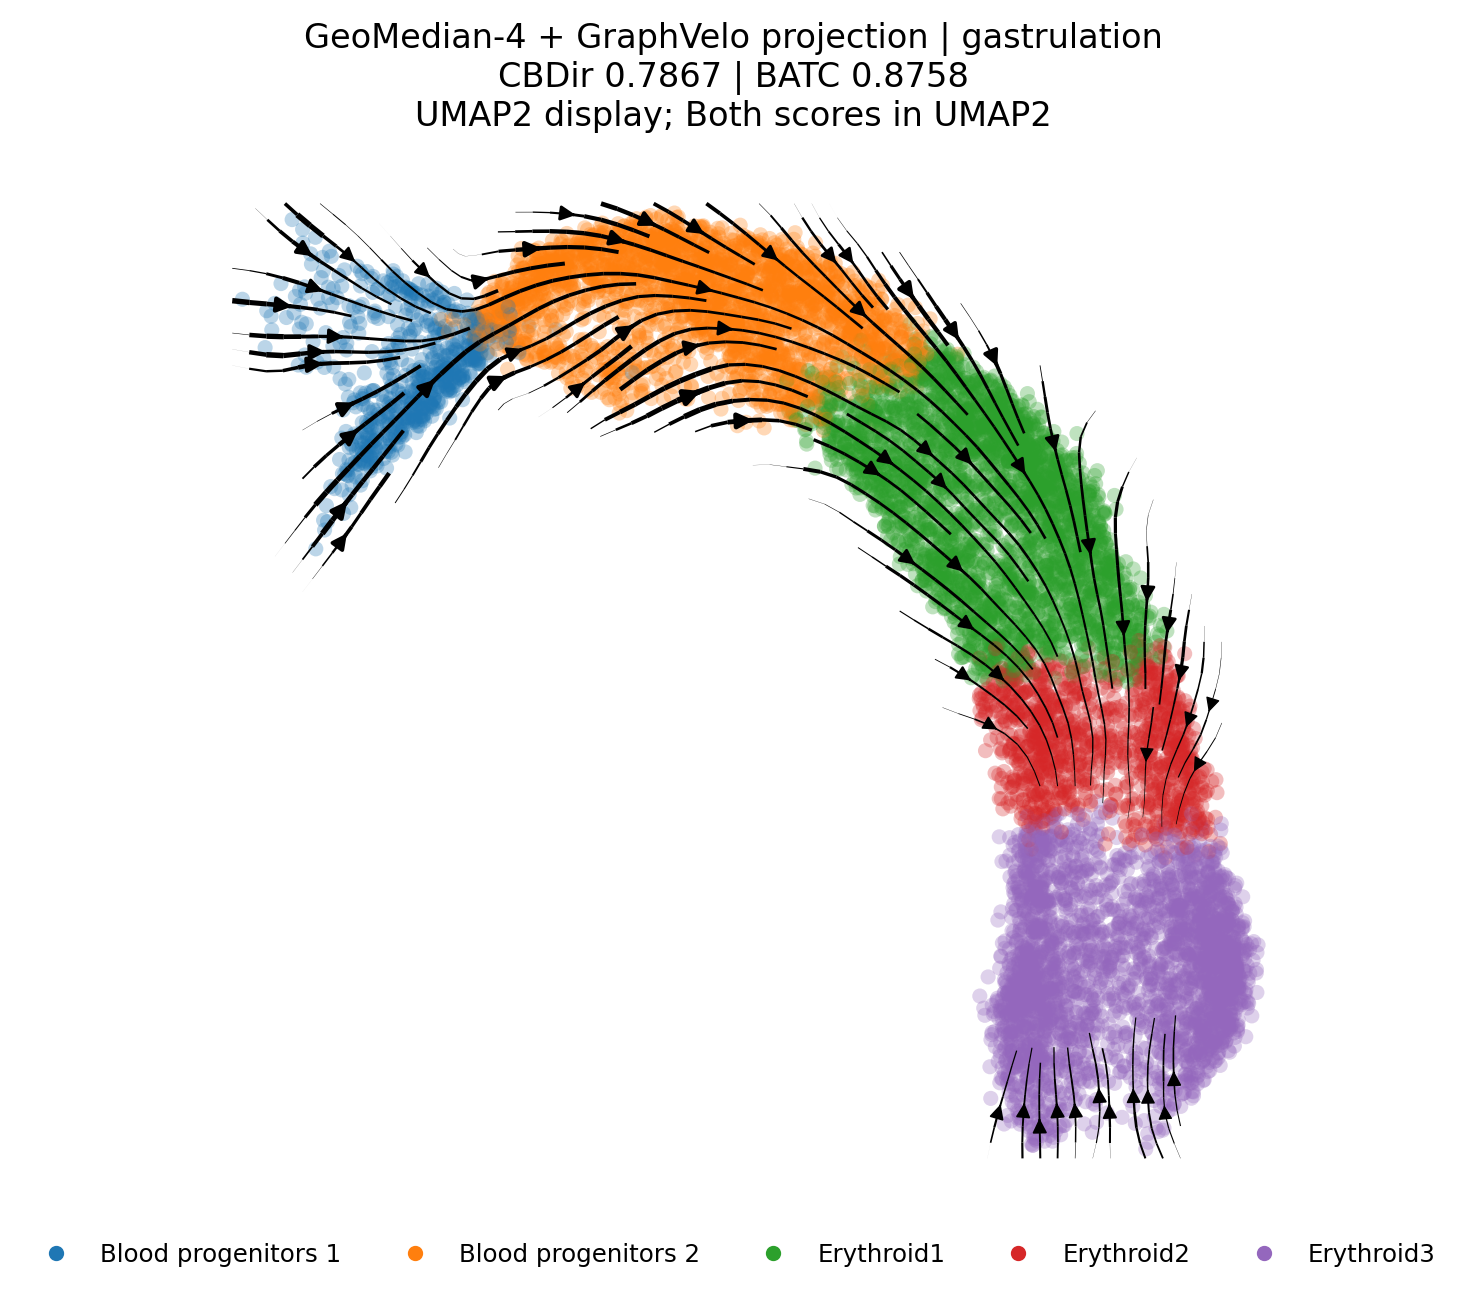 GeoMedian-4 + GraphVelo projection | gastrulation
CBDir 0.7867 | BATC 0.8758
UMAP2 display; Both scores in UMAP2
Blood progenitors 1
Blood progenitors 2
Erythroid1
Erythroid2
Erythroid3